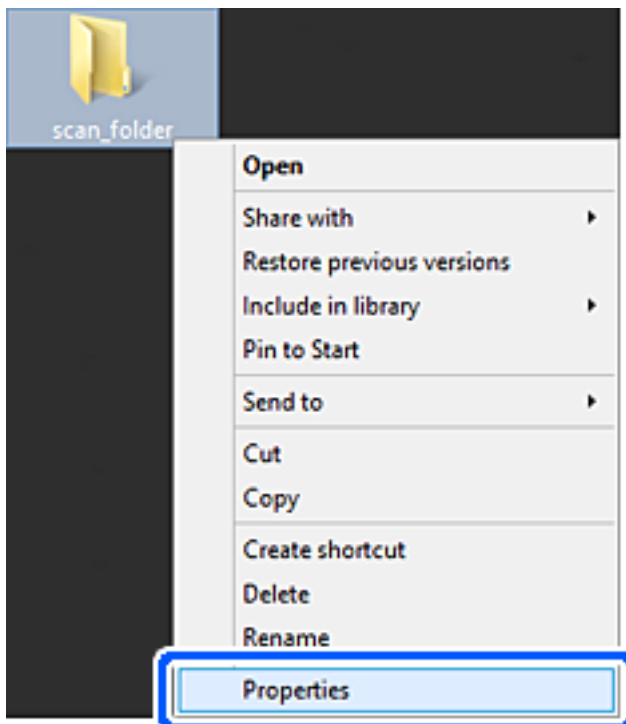 scan_folder
Open
Share with
Restore previous versions
Include in library
Pin to Start
Send to
Cut
Copy
Create shortcut
Delete
Rename
Properties